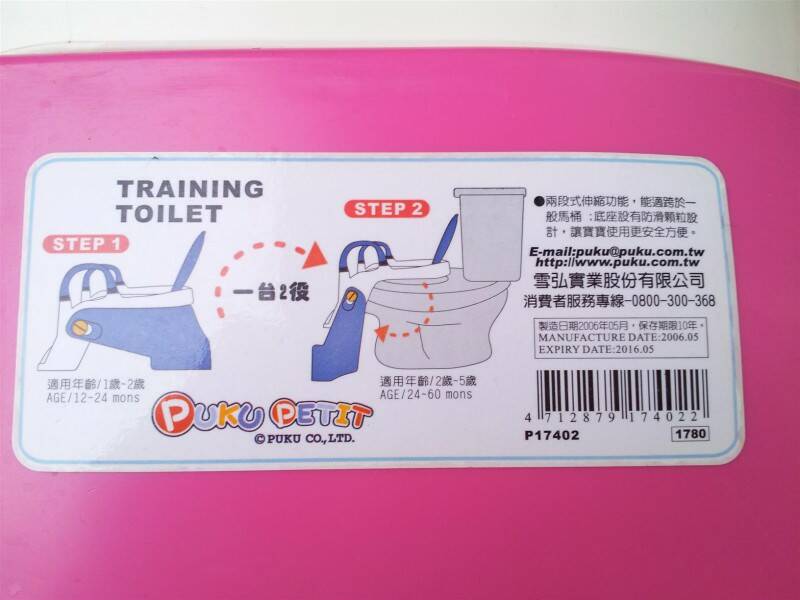 TRAINING
TOILET
STEP 1
一台2役
STEP 2
適用年齡/1歲~2歲
AGE/12-24 mons
適用年齡/2歲~5歲
AGE/24-60 mons
PUKU PETIT
©PUKU CO.,LTD.
●兩段式伸縮功能，能適跨於一
般馬桶；底座設有防滑顆粒設
計，讓寶寶使用更安全方便。
E-mail:puku@puku.com.tw
http://www.puku.com.tw
雪弘實業股份有限公司
消費者服務專線-0800-300-368
製造日期2006年05月，保存期限10年。
MANUFACTURE DATE:2006.05
EXPIRY DATE:2016.05
4 712879 174022
P17402
1780